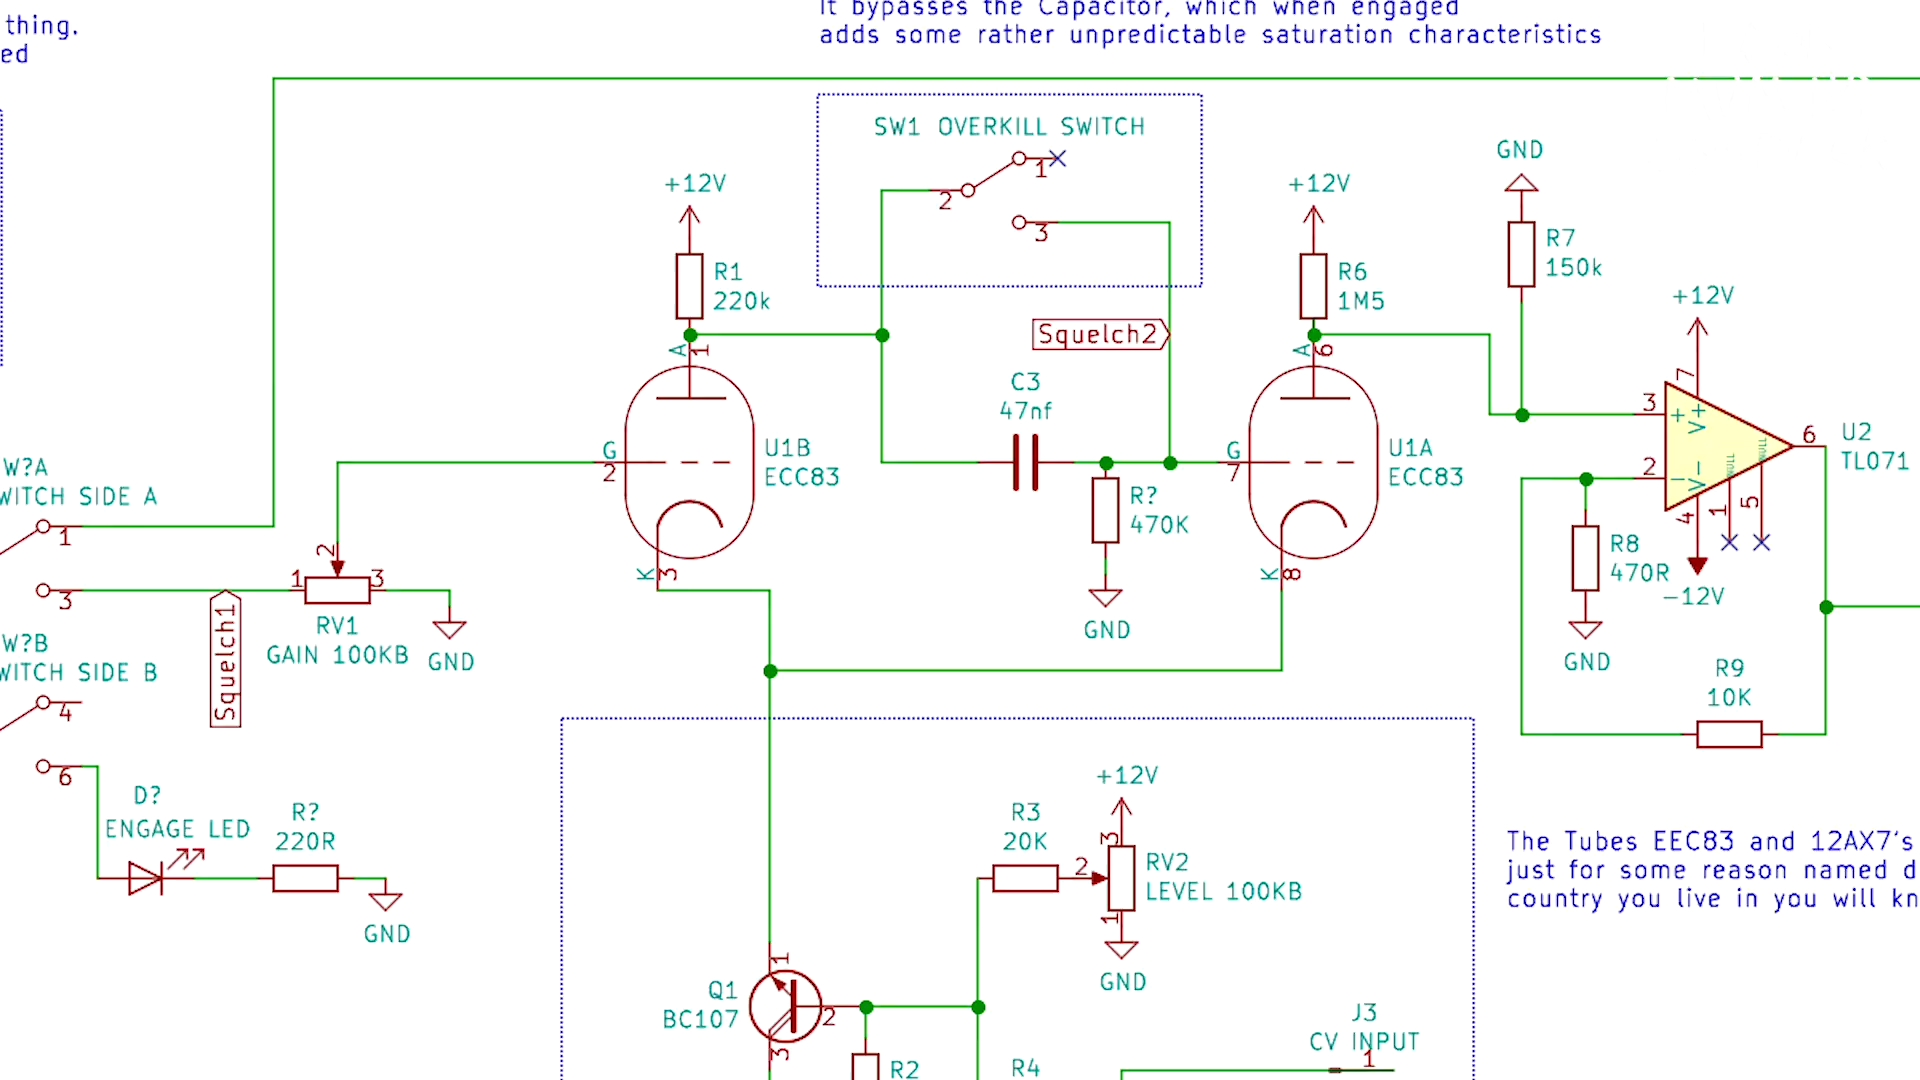 thing.
ed
It bypasses the Capacitor, which when engaged
adds some rather unpredictable saturation characteristics
SW1 OVERKILL SWITCH
1
2
3
+12V
R1
220k
A
1
Squelch2
+12V
R6
1M5
A
6
GND
R7
150k
+12V
7
3
+
V+
2
-
V-
4
1
5
6
U2
TL071
-12V
C3
47nf
G
2
U1B
ECC83
K
3
R?
470K
GND
G
7
U1A
ECC83
K
8
R8
470R
GND
R9
10K
W?A
WITCH SIDE A
1
3
Squelch1
1
2
3
RV1
GAIN 100KB
GND
W?B
WITCH SIDE B
4
6
D?
ENGAGE LED
R?
220R
GND
R3
20K
+12V
3
2
1
RV2
LEVEL 100KB
GND
Q1
BC107
1
2
3
R2
R4
J3
CV INPUT
1
The Tubes EEC83 and 12AX7's
just for some reason named d
country you live in you will kn